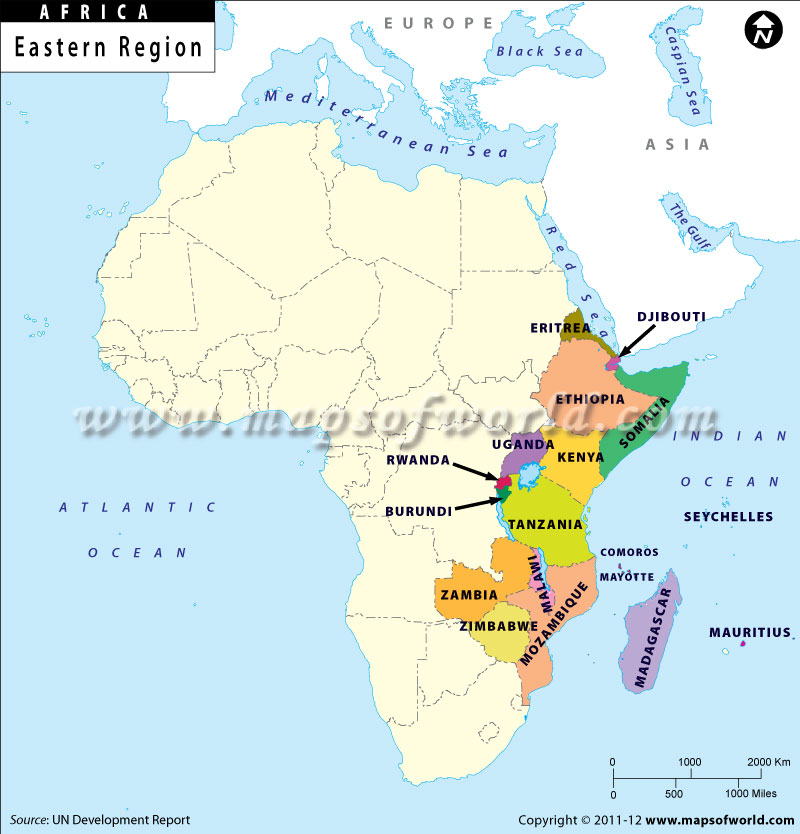 AFRICA
Eastern Region
EUROPE
Black Sea
Caspian Sea
Mediterranean Sea
ASIA
The Gulf
Red Sea
DJIBOUTI
ERITREA
ETHIOPIA
SOMALIA
www.mapsofworld.com
UGANDA
KENYA
INDIAN
OCEAN
RWANDA
BURUNDI
ATLANTIC
OCEAN
SEYCHELLES
TANZANIA
COMOROS
MAYOTTE
MALAWI
ZAMBIA
ZIMBABWE
MOZAMBIQUE
MADAGASCAR
MAURITIUS
0 1000 2000 Km
0 500 1000 Miles
Source: UN Development Report
Copyright © 2011-12 www.mapsofworld.com
N